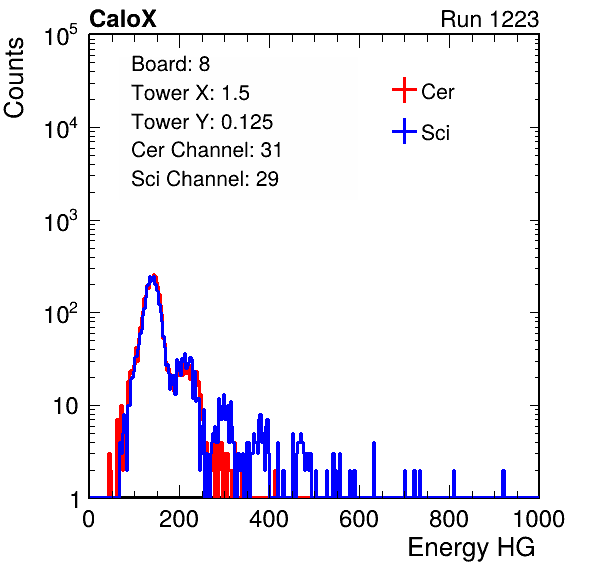 CaloX Run 1223
Counts
Board: 8
Tower X: 1.5
Tower Y: 0.125
Cer Channel: 31
Sci Channel: 29
Cer
Sci
10^5
10^4
10^3
10^2
10
1
0 200 400 600 800 1000
Energy HG